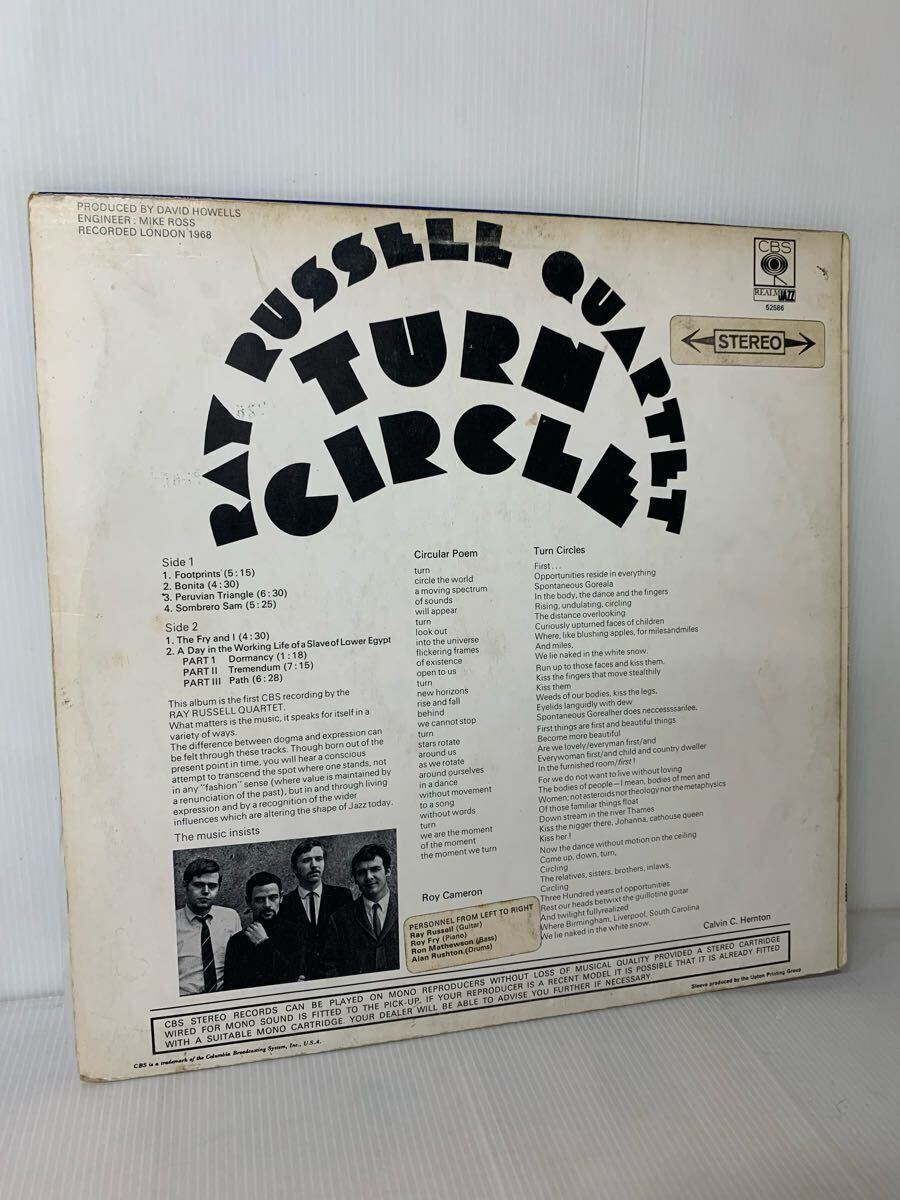 PRODUCED BY DAVID HOWELLS
ENGINEER : MIKE ROSS
RECORDED LONDON 1968
RAY RUSSELL QUARTET
TURN
CIRCLE
CBS
REALM JAZZ
52586
STEREO
Side 1
1. Footprints (5:15)
2. Bonita (4:30)
3. Peruvian Triangle (6:30)
4. Sombrero Sam (5:25)
Side 2
1. The Fry and I (4:30)
2. A Day in the Working Life of a Slave of Lower Egypt
PART 1 Dormancy (1:18)
PART II Tremendum (7:15)
PART III Path (6:28)
This album is the first CBS recording by the
RAY RUSSELL QUARTET.
What matters is the music, it speaks for itself in a
variety of ways.
The difference between dogma and expression can
be felt through these tracks. Though born out of the
present point in time, you will hear a conscious
attempt to transcend the spot where one stands, not
in any "fashion" sense (where value is maintained by
a renunciation of the past), but in and through living
expression and by a recognition of the wider
influences which are altering the shape of Jazz today.
The music insists
Circular Poem
turn
circle the world
a moving spectrum
of sounds
will appear
turn
look out
into the universe
flickering frames
of existence
open to us
turn
new horizons
rise and fall
behind
we cannot stop
turn
stars rotate
around us
as we rotate
around ourselves
in a dance
without movement
to a song
without words
turn
we are the moment
of the moment
the moment we turn
Roy Cameron
Turn Circles
First . . .
Opportunities reside in everything
Spontaneous Goreala
In the body, the dance and the fingers
Rising, undulating, circling
The distance overlooking
Curiously upturned faces of children
Where, like blushing apples, for milesandmiles
And miles,
We lie naked in the white snow.
Run up to those faces and kiss them.
Kiss the fingers that move stealthily
Kiss them
Weeds of our bodies, kiss the legs,
Eyelids languidly with dew
Spontaneous Gorealher does neccessssarilee.
First things are first and beautiful things
Become more beautiful
Are we lovely/everyman first/and
Everywoman first/and child and country dweller
In the furnished room/first !
For we do not want to live without loving
The bodies of people—I mean, bodies of men and
Women; not asteroids nor theology nor the metaphysics
Of those familiar things float
Down stream in the river Thames
Kiss the nigger there, Johanna, cathouse queen
Kiss her !
Now the dance without motion on the ceiling
Come up, down, turn,
Circling
The relatives, sisters, brothers, inlaws,
Circling
Three Hundred years of opportunities
Rest our heads betwixt the guillotine guitar
And twilight fullyrealized
Where Birmingham, Liverpool, South Carolina
We lie naked in the white snow.
Calvin C. Hernton
PERSONNEL FROM LEFT TO RIGHT
Ray Russell (Guitar)
Roy Fry (Piano)
Ron Mathewson (Bass)
Alan Rushton (Drums)
Sleeve produced by the Upton Printing Group
CBS STEREO RECORDS CAN BE PLAYED ON MONO REPRODUCERS WITHOUT LOSS OF MUSICAL QUALITY PROVIDED A STEREO CARTRIDGE
WIRED FOR MONO SOUND IS FITTED TO THE PICK-UP. IF YOUR REPRODUCER IS A RECENT MODEL IT IS POSSIBLE THAT IT IS ALREADY FITTED
WITH A SUITABLE MONO CARTRIDGE. YOUR DEALER WILL BE ABLE TO ADVISE YOU FURTHER IF NECESSARY.
CBS is a trademark of the Columbia Broadcasting System, Inc., U.S.A.